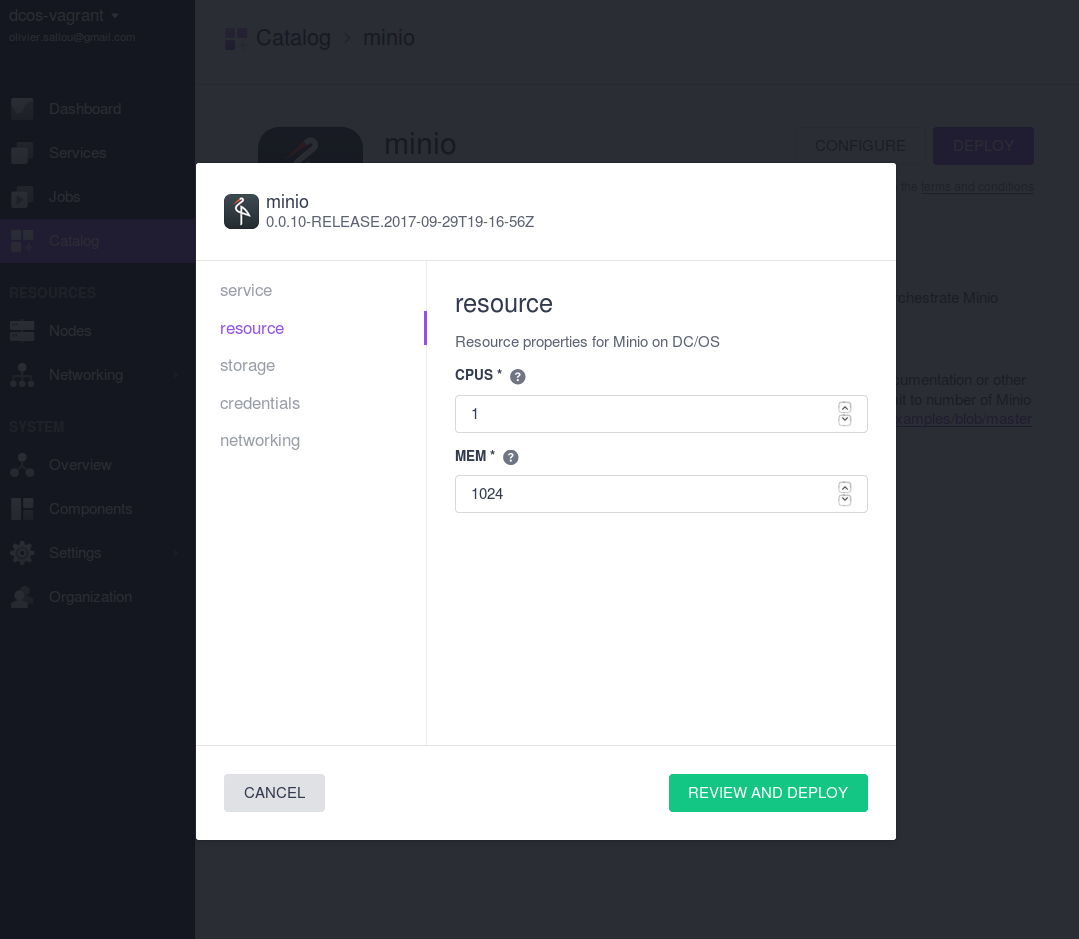 dcos-vagrant
olivier.sallou@gmail.com
Dashboard
Services
Jobs
Catalog
RESOURCES
Nodes
Networking
SYSTEM
Overview
Components
Settings
Organization
Catalog > minio
minio
CONFIGURE
DEPLOY
the terms and conditions
rchestrate Minio
cumentation or other
it to number of Minio
xamples/blob/master
minio
0.0.10-RELEASE.2017-09-29T19-16-56Z
service
resource
storage
credentials
networking
resource
Resource properties for Minio on DC/OS
CPUS * ?
1
MEM * ?
1024
CANCEL
REVIEW AND DEPLOY